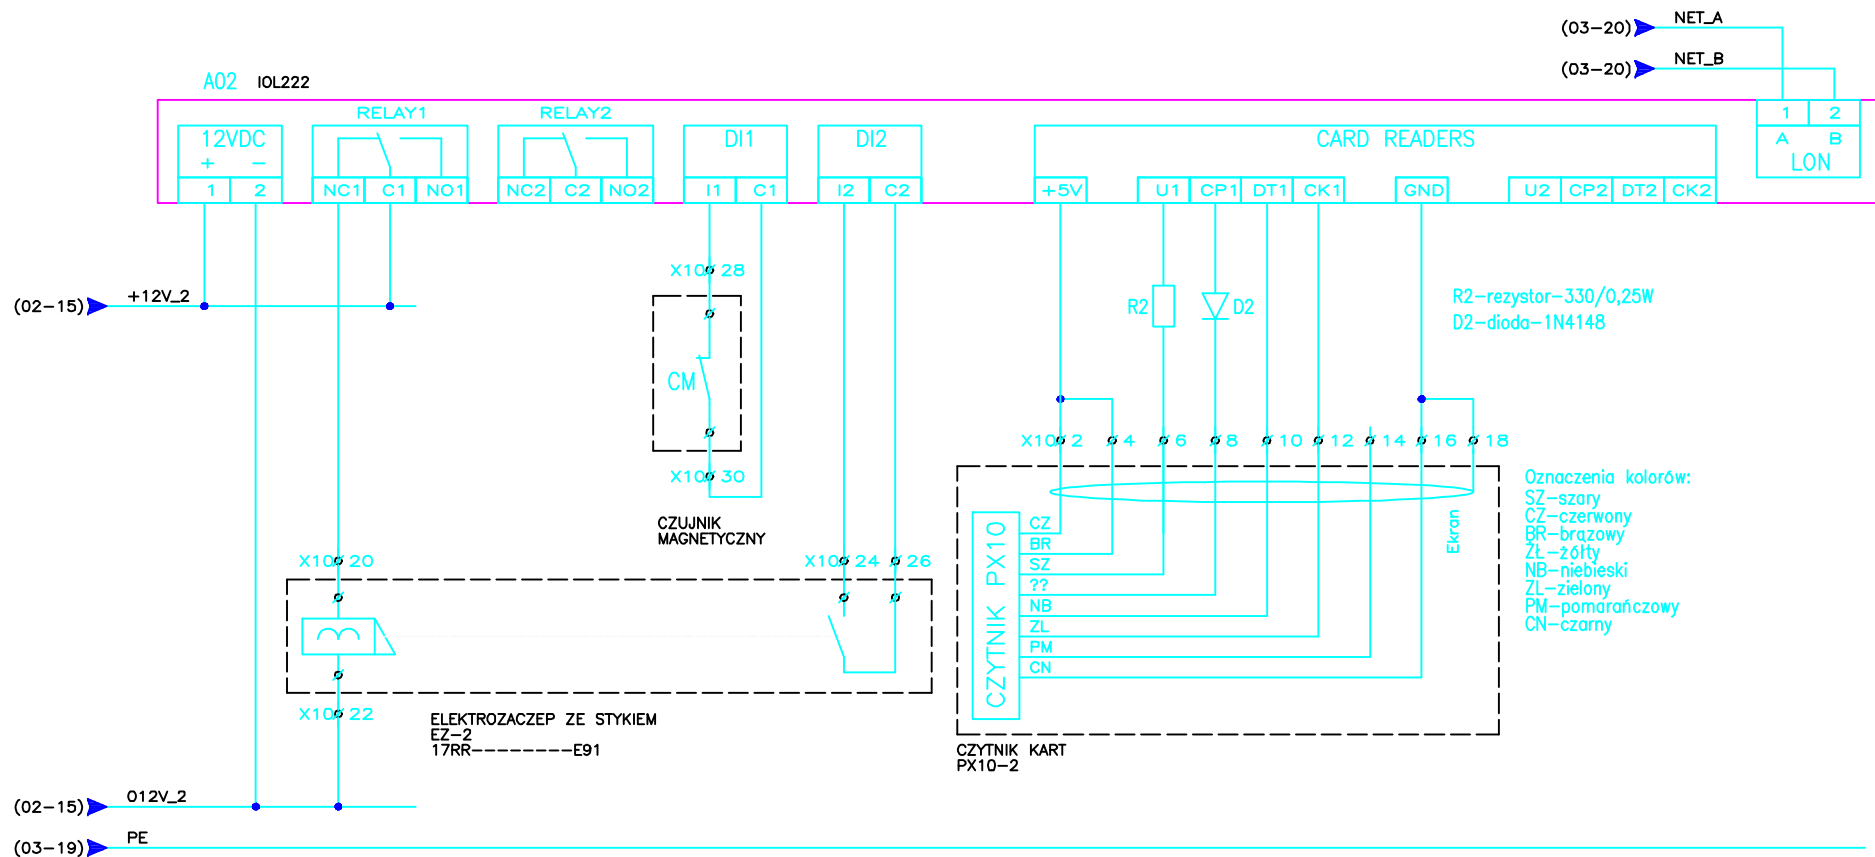 (03-20) NET_A
(03-20) NET_B
A02 IOL222
RELAY1 RELAY2
1 2
12VDC DI1 DI2 CARD READERS A B
+ - LON
1 2 NC1 C1 NO1 NC2 C2 NO2 I1 C1 I2 C2 +5V U1 CP1 DT1 CK1 GND U2 CP2 DT2 CK2
X10 28
(02-15) +12V_2
R2 D2
R2-rezystor-330/0,25W
D2-dioda-1N4148
CM
X10 2 4 6 8 10 12 14 16 18
X10 30
CZUJNIK
MAGNETYCZNY
Oznaczenia kolorów:
SZ-szary
CZ-czerwony
BR-brązowy
ŻŁ-żółty
NB-niebieski
ZL-zielony
PM-pomarańczowy
CN-czarny
Ekran
CZYTNIK PX10
CZ
BR
SZ
??
NB
ZL
PM
CN
X10 20
X10 24 26
X10 22
ELEKTROZACZEP ZE STYKIEM
EZ-2
17RR--------E91
CZYTNIK KART
PX10-2
(02-15) 012V_2
(03-19) PE